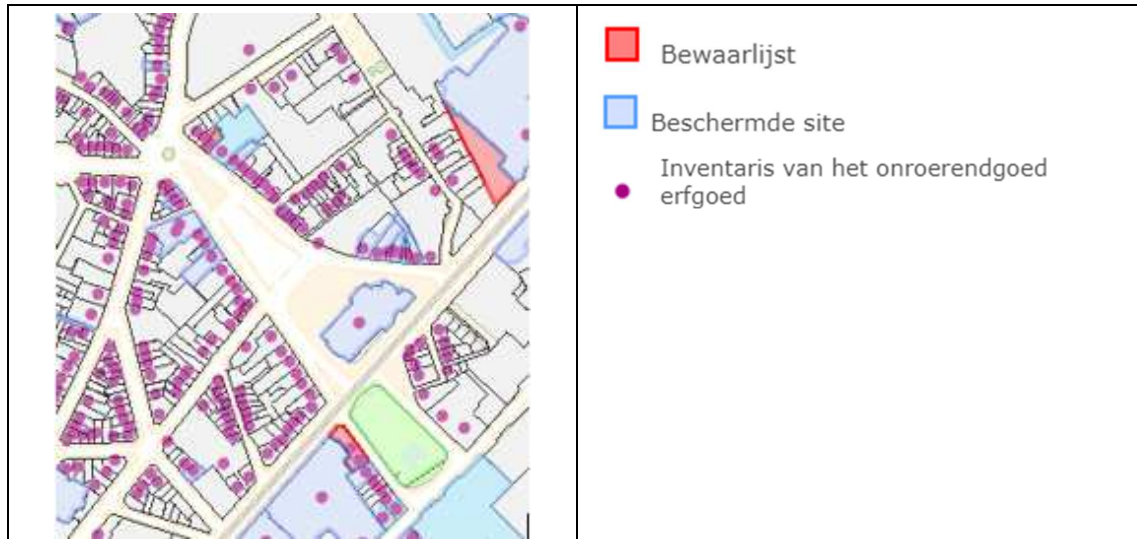 Bewaarlijst
Beschermde site
Inventaris van het onroerendgoed
erfgoed